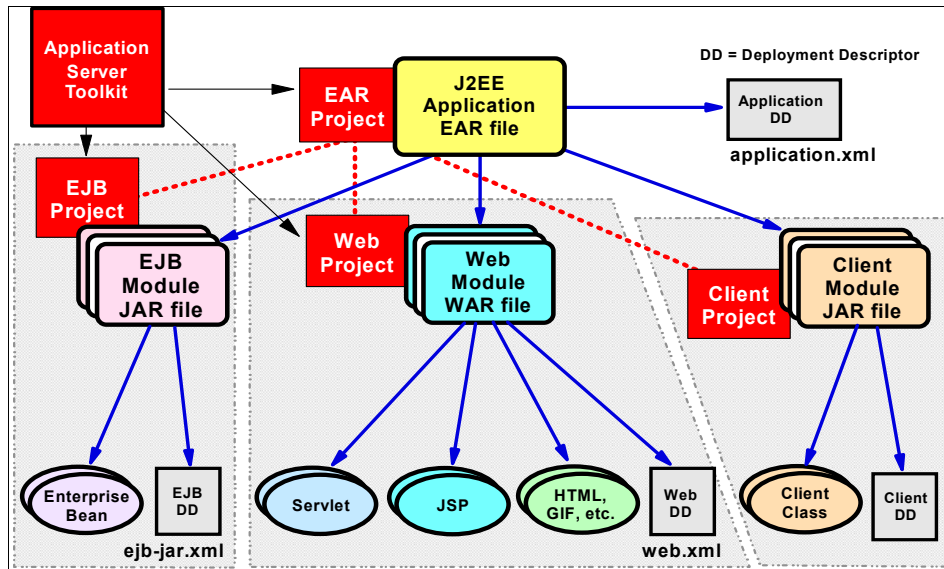 Application
Server
Toolkit
EAR
Project
J2EE
Application
EAR file
DD = Deployment Descriptor
Application
DD
application.xml
EJB
Project
EJB
Module
JAR file
Web
Project
Web
Module
WAR file
Client
Project
Client
Module
JAR file
Enterprise
Bean
EJB
DD
ejb-jar.xml
Servlet
JSP
HTML,
GIF, etc.
Web
DD
web.xml
Client
Class
Client
DD